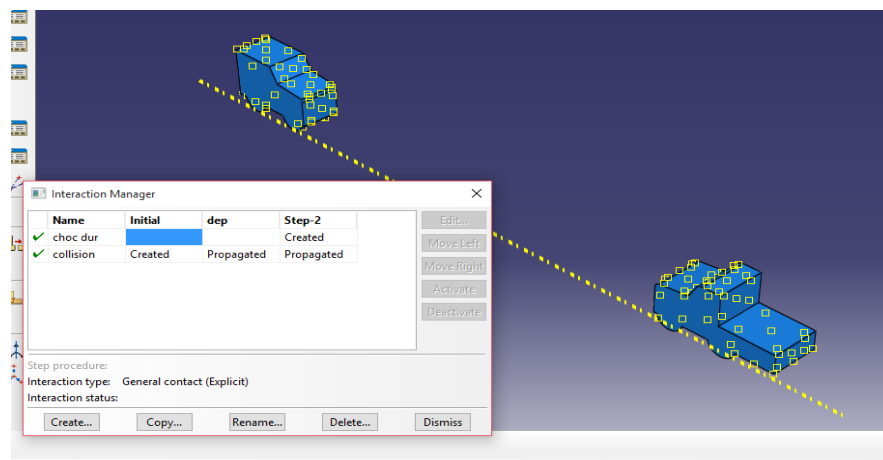 Interaction Manager
Name Initial dep Step-2 Edit...
choc dur Created Move Left
collision Created Propagated Propagated Move Right
Activate
Deactivate
Step procedure:
Interaction type: General contact (Explicit)
Interaction status:
Create... Copy... Rename... Delete... Dismiss